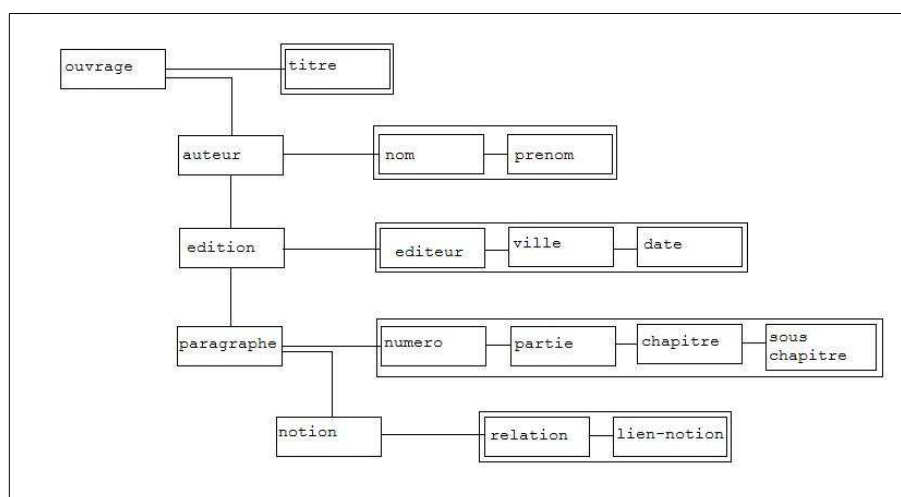 ouvrage
titre
auteur
nom
prenom
edition
editeur
ville
date
paragraphe
numero
partie
chapitre
sous
chapitre
notion
relation
lien-notion